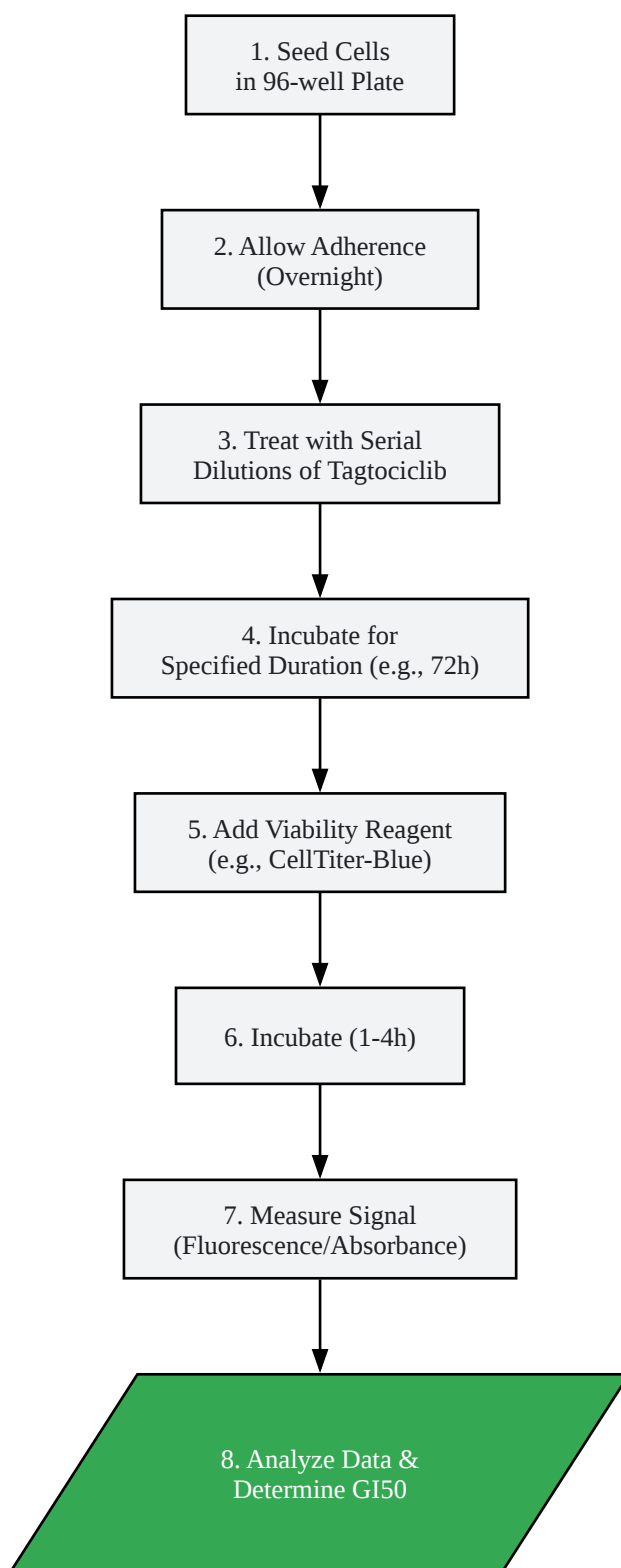 1. Seed Cells
in 96-well Plate
2. Allow Adherence
(Overnight)
3. Treat with Serial
Dilutions of Tagtociclib
4. Incubate for
Specified Duration (e.g., 72h)
5. Add Viability Reagent
(e.g., CellTiter-Blue)
6. Incubate (1-4h)
7. Measure Signal
(Fluorescence/Absorbance)
8. Analyze Data &
Determine GI50